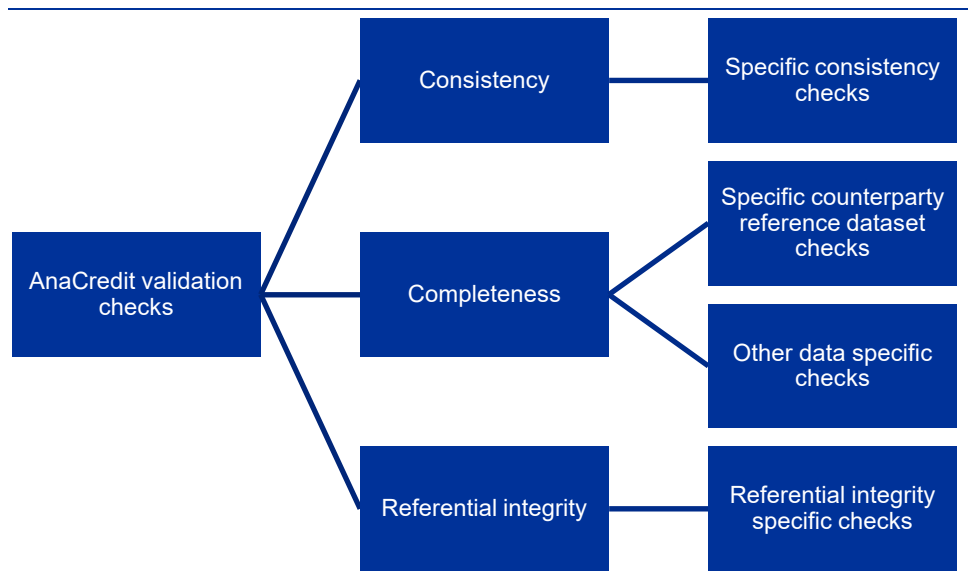 AnaCredit validation
checks
Consistency
Specific consistency
checks
Completeness
Specific counterparty
reference dataset
checks
Other data specific
checks
Referential integrity
Referential integrity
specific checks